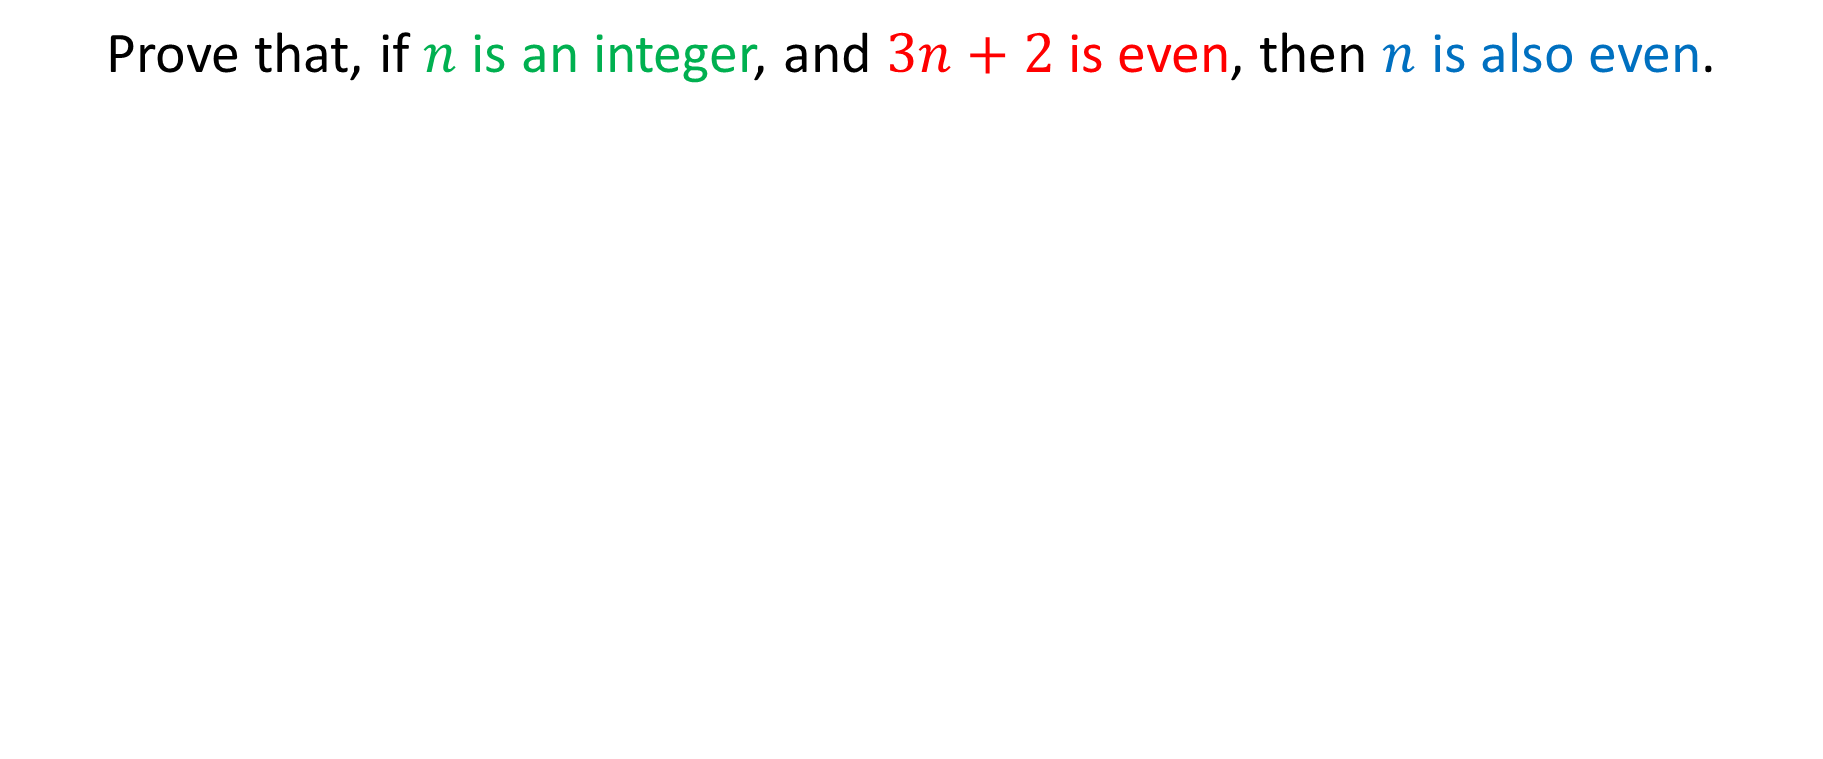 Prove that, if 𝑛 is an integer, and 3𝑛 + 2 is even, then 𝑛 is also even.